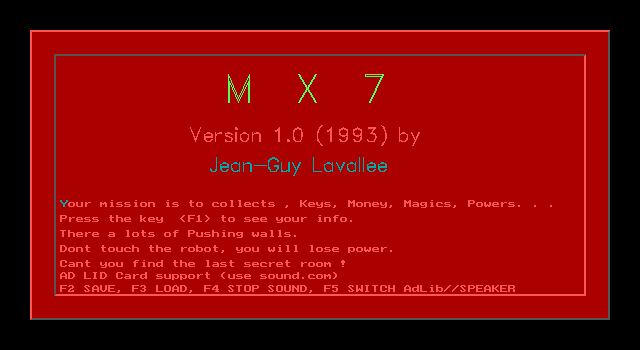 M X 7
Version 1.0 (1993) by
Jean-Guy Lavallee
Your mission is to collects , Keys, Money, Magics, Powers. . .
Press the key <F1> to see your info.
There a lots of Pushing walls.
Dont touch the robot, you will lose power.
Cant you find the last secret room !
AD LID Card support (use sound.com)
F2 SAVE, F3 LOAD, F4 STOP SOUND, F5 SWITCH AdLib//SPEAKER